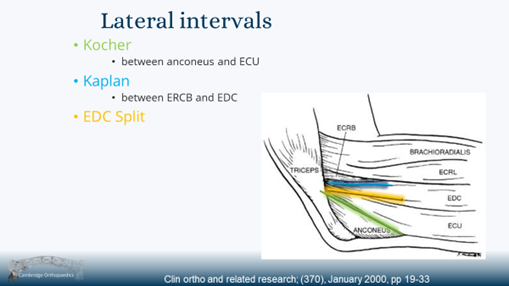 Lateral intervals
• Kocher
• between anconeus and ECU
• Kaplan
• between ERCB and EDC
• EDC Split
ECRB
BRACHIORADIALIS
TRICEPS
ECRL
EDC
ECU
ANCONEUS
Cambridge Orthopaedics
Clin ortho and related research; (370), January 2000, pp 19-33